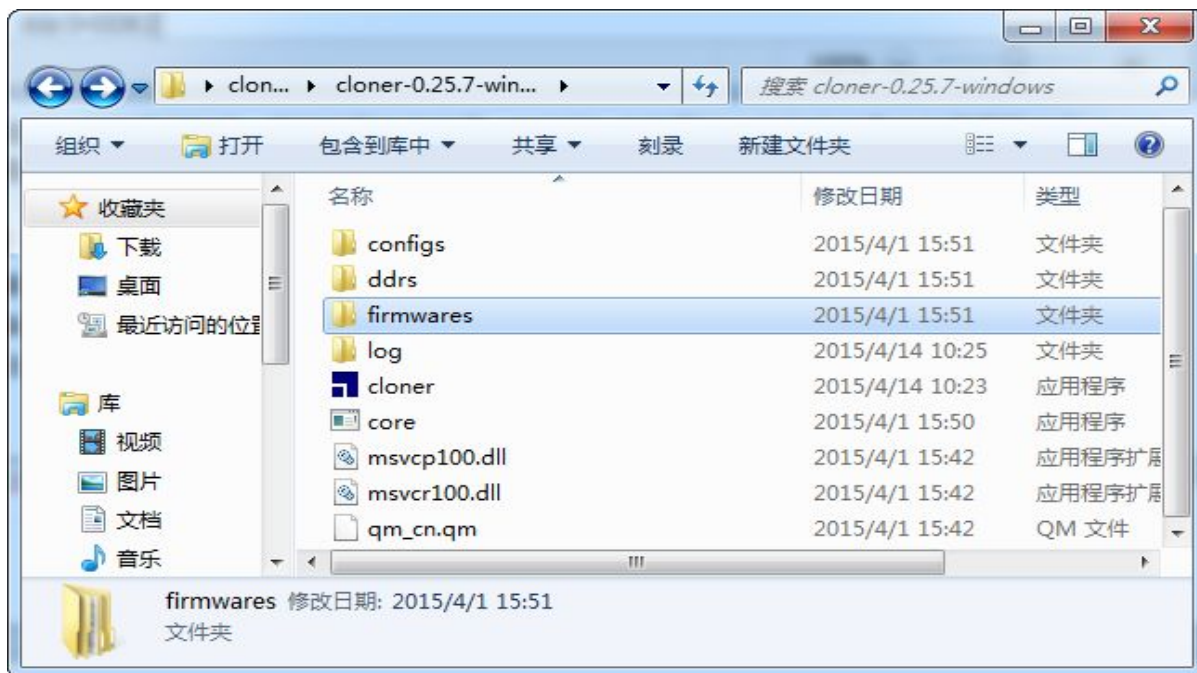 clon... cloner-0.25.7-win... 搜索 cloner-0.25.7-windows
组织 打开 包含到库中 共享 刻录 新建文件夹
名称 修改日期 类型
收藏夹
下载
桌面
最近访问的位置
库
视频
图片
文档
音乐
configs 2015/4/1 15:51 文件夹
ddrs 2015/4/1 15:51 文件夹
firmwares 2015/4/1 15:51 文件夹
log 2015/4/14 10:25 文件夹
cloner 2015/4/14 10:23 应用程序
core 2015/4/1 15:50 应用程序
msvcp100.dll 2015/4/1 15:42 应用程序扩展
msvcr100.dll 2015/4/1 15:42 应用程序扩展
qm_cn.qm 2015/4/1 15:42 QM 文件
firmwares 修改日期: 2015/4/1 15:51
文件夹